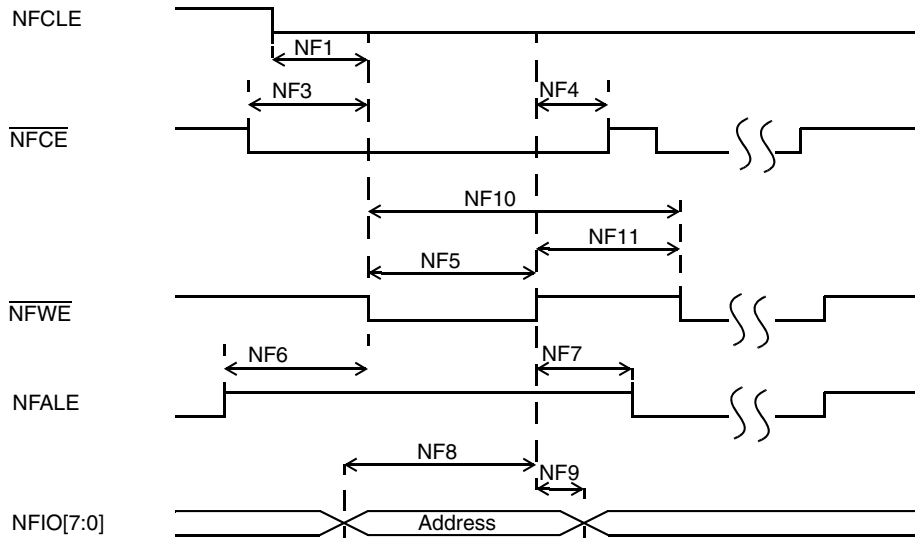 NFCLE
NF1
NF3
NF4
NFCE
NF10
NF11
NF5
NFWE
NF6
NF7
NFALE
NF8
NF9
NFIO[7:0]
Address